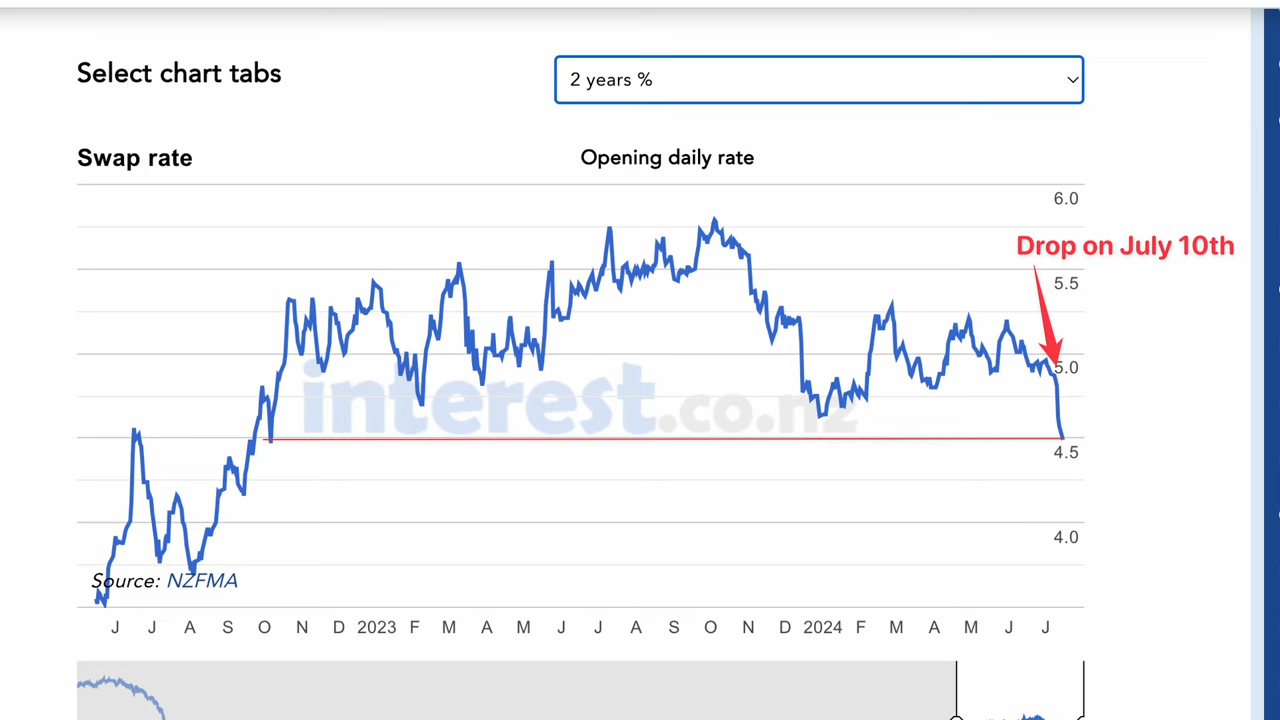 Select chart tabs
2 years %
Swap rate
Opening daily rate
6.0
Drop on July 10th
5.5
5.0
interest.co.nz
4.5
4.0
Source: NZFMA
J J A S O N D 2023 F M A M J J A S O N D 2024 F M A M J J